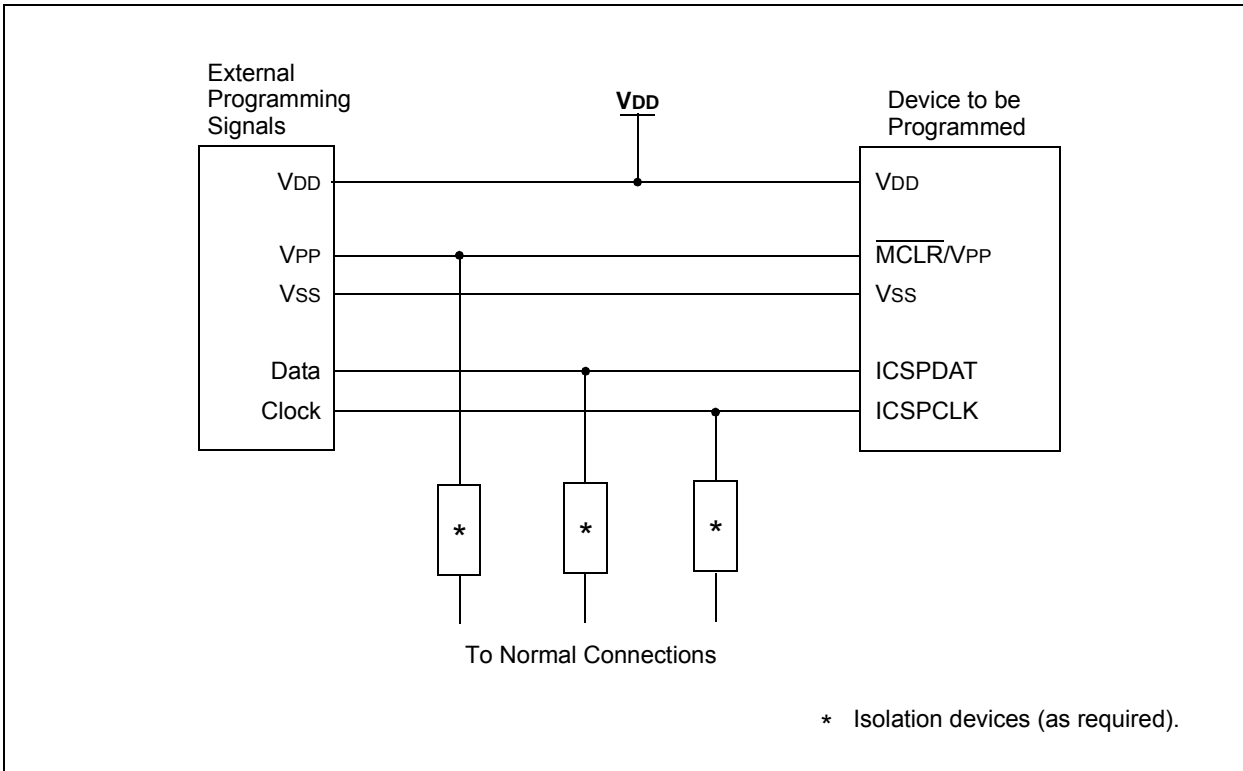 External
Programming
Signals
VDD
Device to be
Programmed
VDD
VDD
VPP
MCLR/VPP
VSS
VSS
Data
ICSPDAT
Clock
ICSPCLK
*
*
*
To Normal Connections
* Isolation devices (as required).